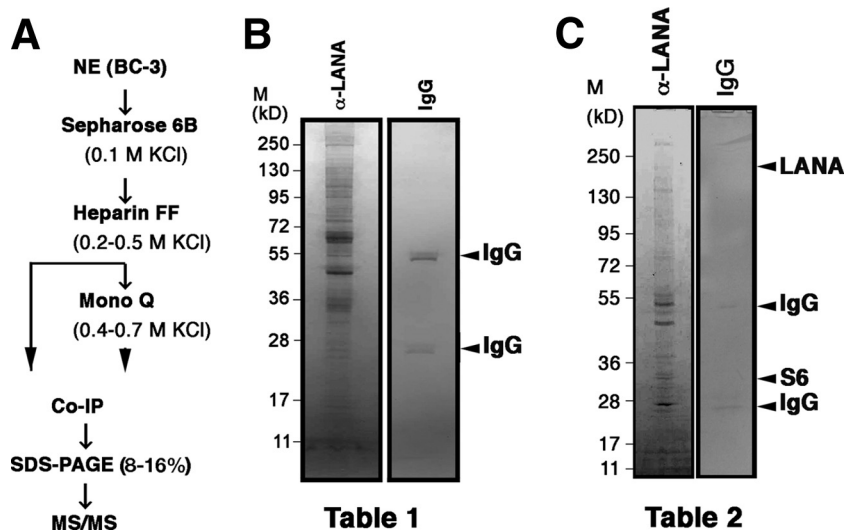 A
NE (BC-3)
Sepharose 6B
(0.1 M KCl)
Heparin FF
(0.2-0.5 M KCl)
Mono Q
(0.4-0.7 M KCl)
Co-IP
SDS-PAGE (8-16%)
MS/MS
B
α-LANA
IgG
M
(kD)
250
130
95
72
55
36
28
17
11
IgG
IgG
Table 1
C
α-LANA
IgG
M
(kD)
250
130
95
72
55
36
28
17
11
LANA
IgG
S6
IgG
Table 2